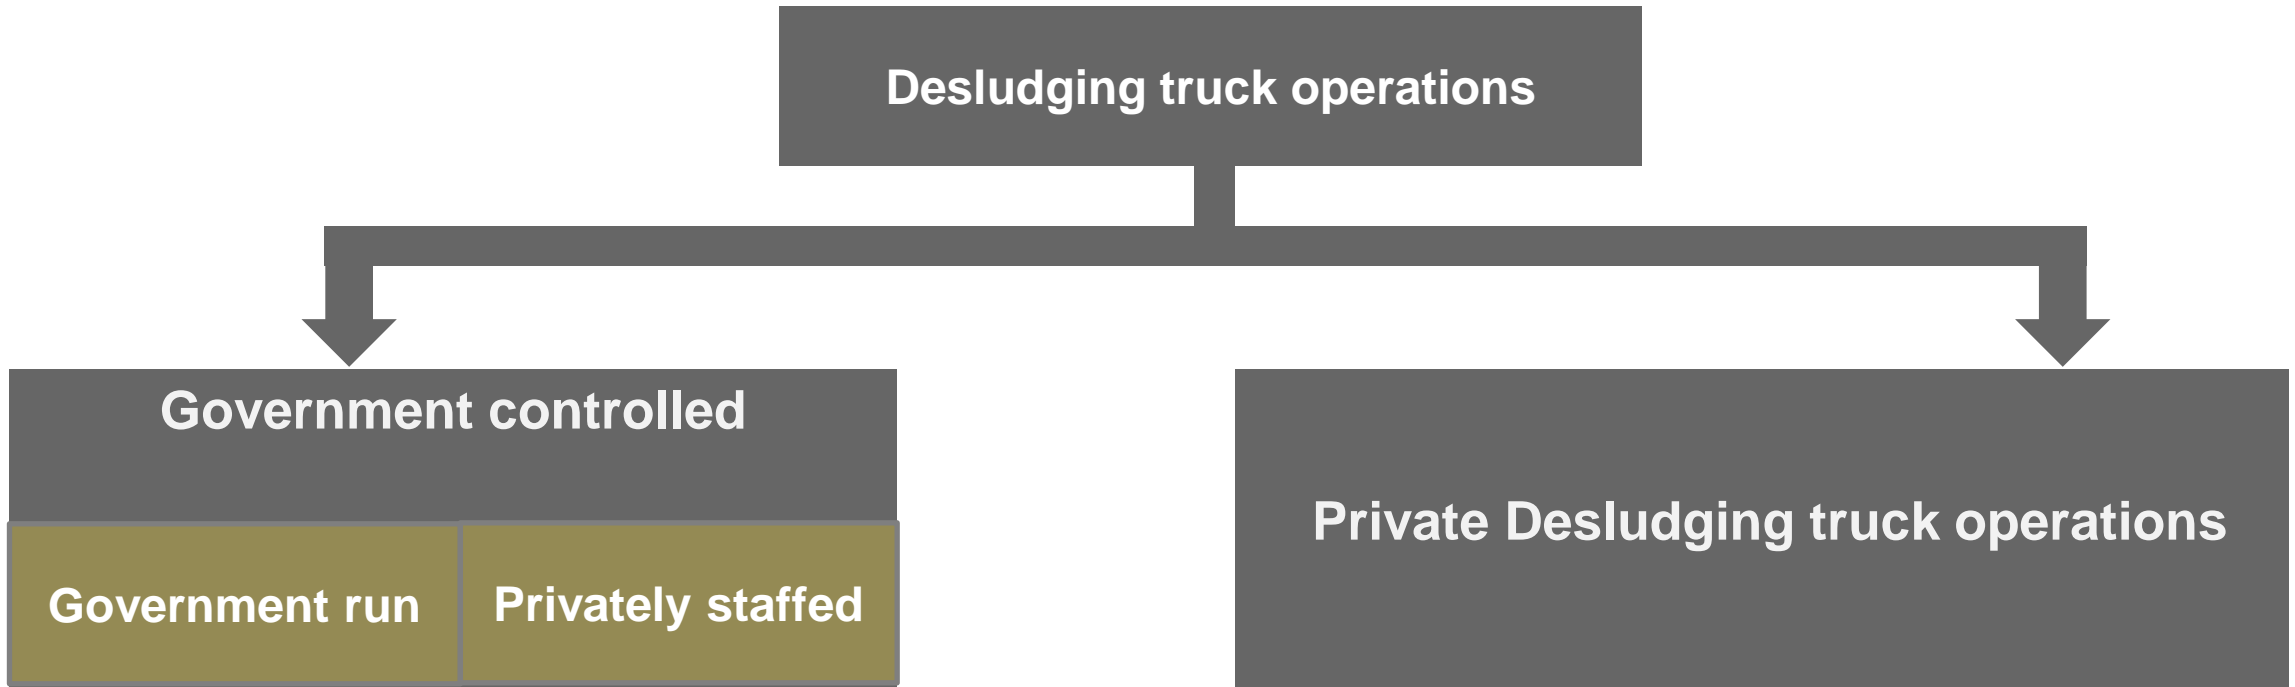 Desludging truck operations
Government controlled
Private Desludging truck operations
Government run
Privately staffed